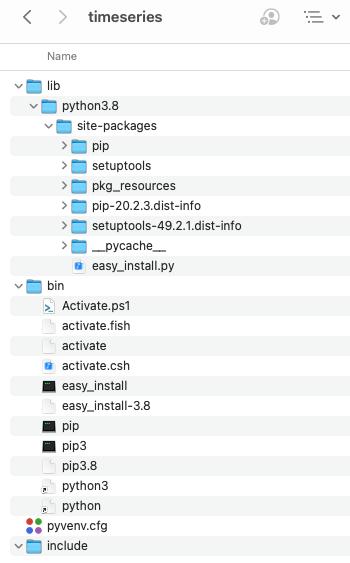 timeseries
Name
lib
python3.8
site-packages
pip
setuptools
pkg_resources
pip-20.2.3.dist-info
setuptools-49.2.1.dist-info
__pycache__
easy_install.py
bin
Activate.ps1
activate.fish
activate
activate.csh
easy_install
easy_install-3.8
pip
pip3
pip3.8
python3
python
pyvenv.cfg
include